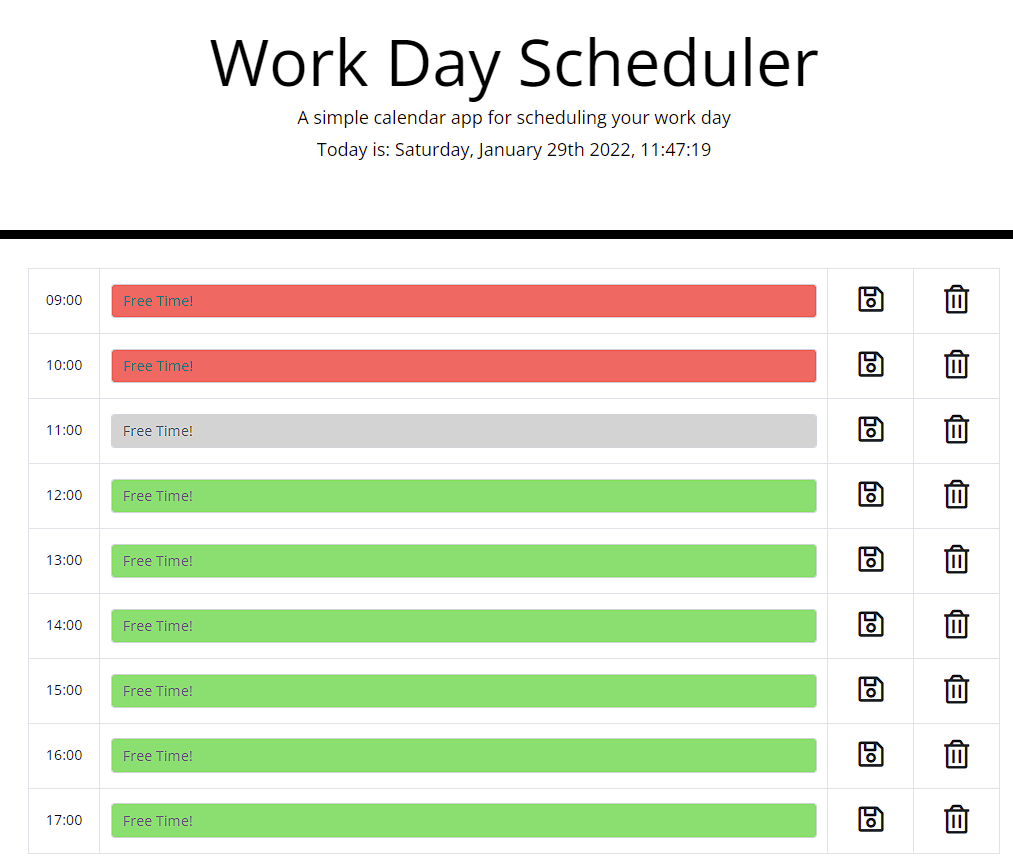 Work Day Scheduler
A simple calendar app for scheduling your work day
Today is: Saturday, January 29th 2022, 11:47:19
09:00 Free Time!
10:00 Free Time!
11:00 Free Time!
12:00 Free Time!
13:00 Free Time!
14:00 Free Time!
15:00 Free Time!
16:00 Free Time!
17:00 Free Time!